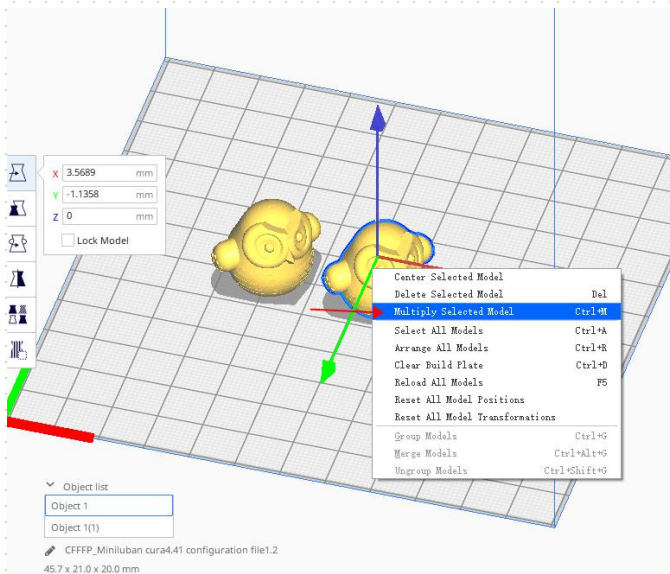 X 3.5689 mm
Y -1.1358 mm
Z 0 mm
Lock Model
Center Selected Model
Delete Selected Model Del
Multiply Selected Model Ctrl+M
Select All Models Ctrl+A
Arrange All Models Ctrl+R
Clear Build Plate Ctrl+D
Reload All Models F5
Reset All Model Positions
Reset All Model Transformations
Group Models Ctrl+G
Merge Models Ctrl+Alt+G
Ungroup Models Ctrl+Shift+G
Object list
Object 1
Object 1(1)
CFFFP_Miniluban cura4.41 configuration file1.2
45.7 x 21.0 x 20.0 mm